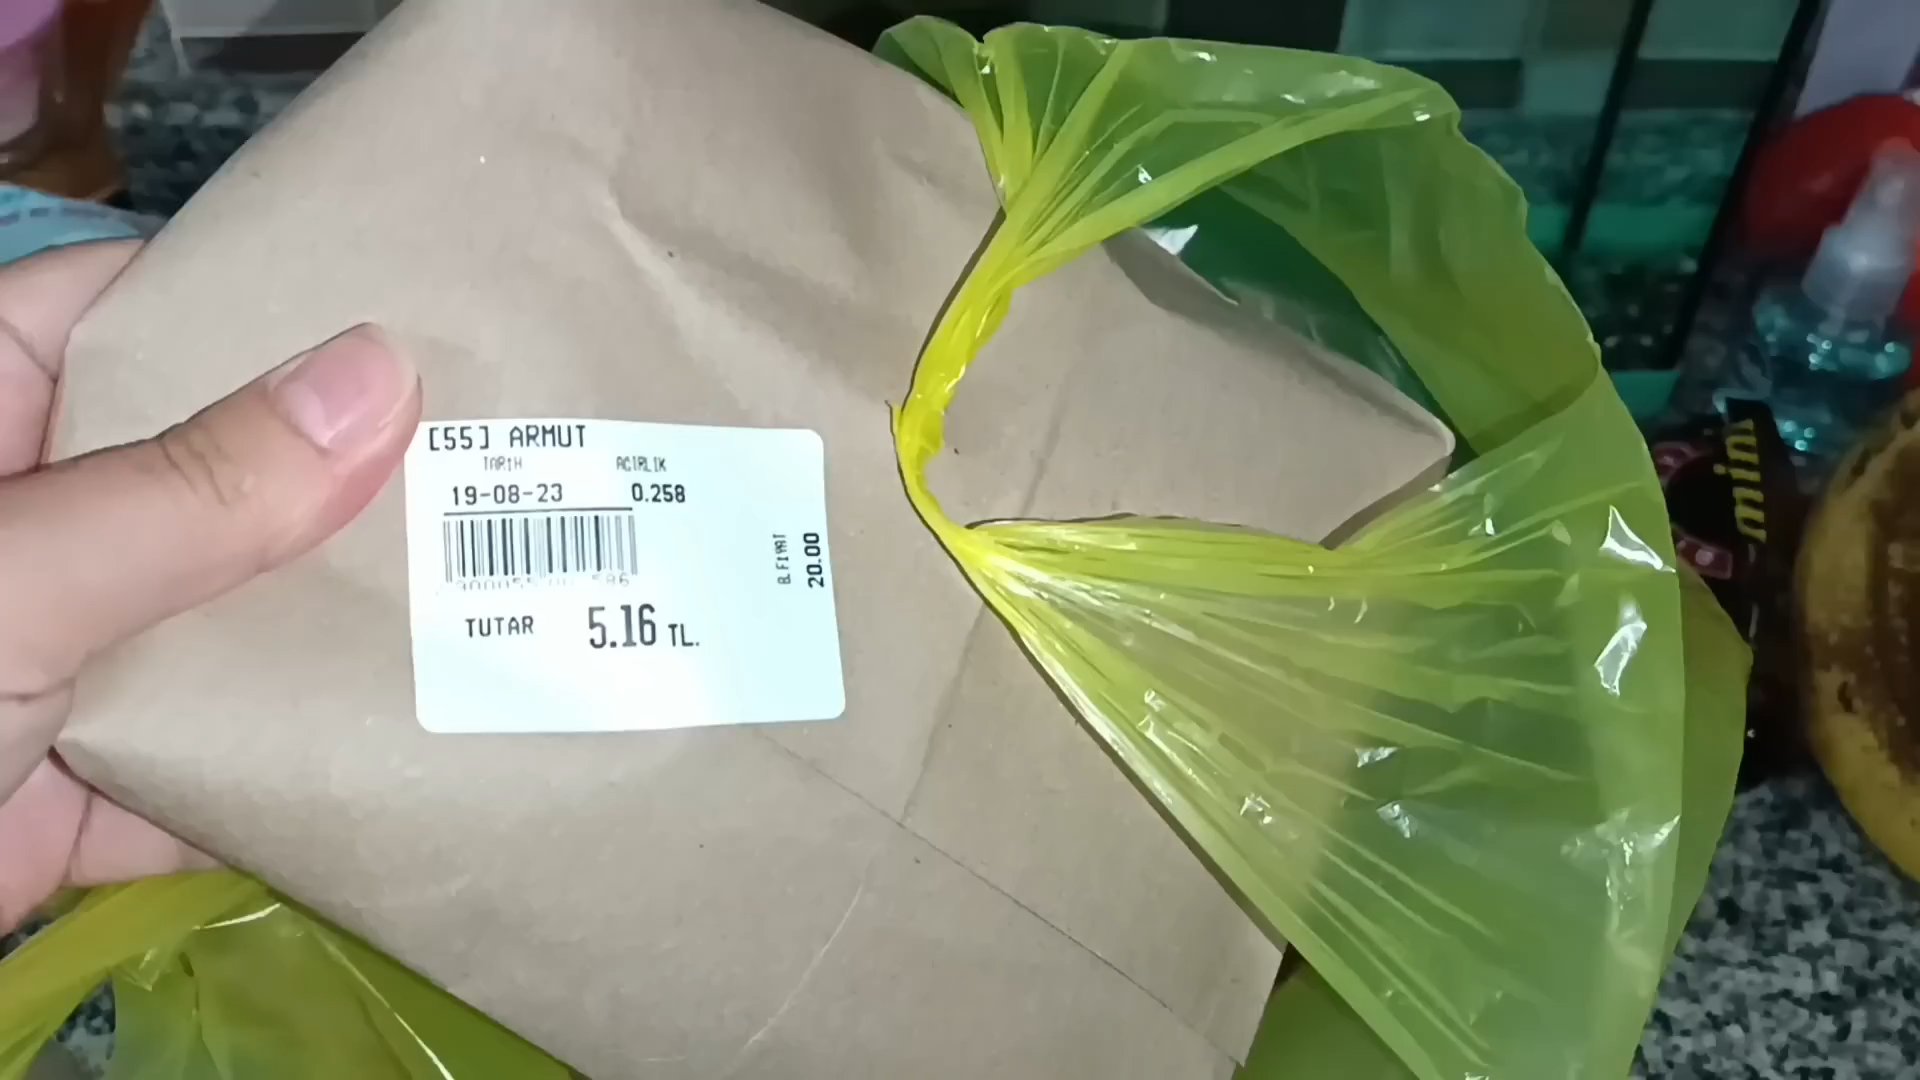 [55] ARMUT
TARİH AĞIRLIK
19-08-23 0.258
TUTAR 5.16 TL.
B.FİYAT
20.00
mini